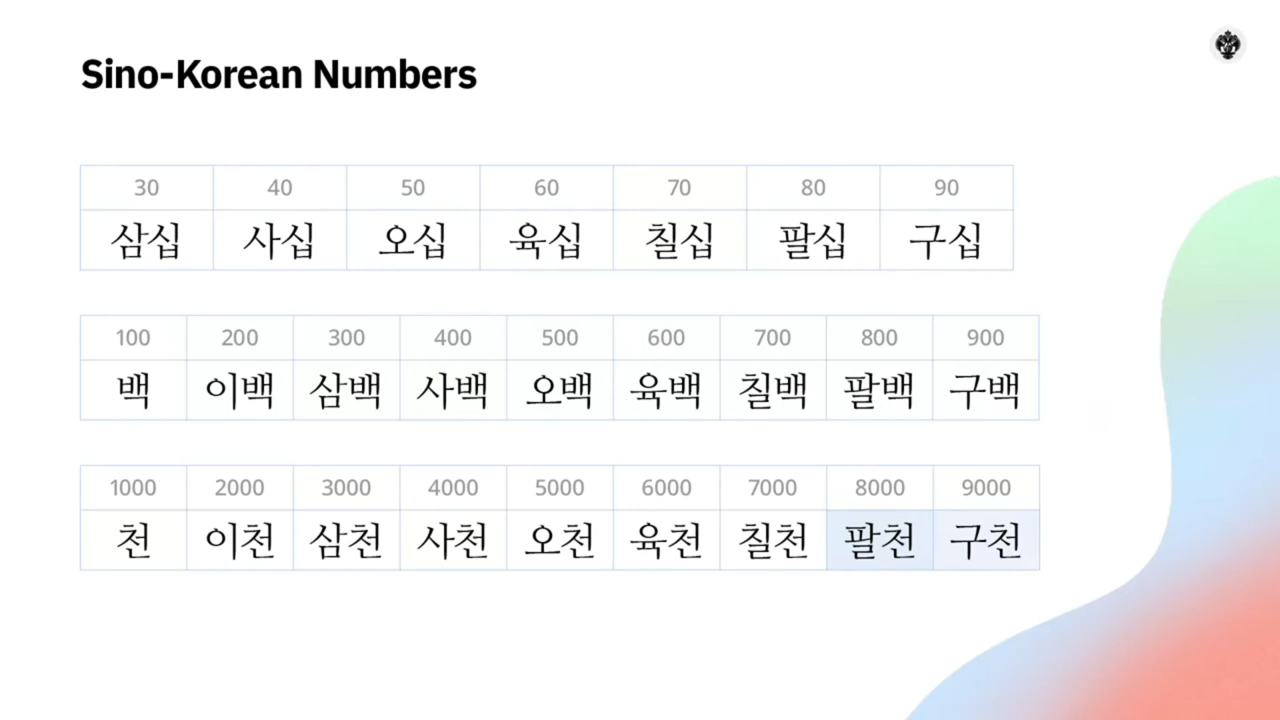 Sino-Korean Numbers
30 40 50 60 70 80 90
삼십 사십 오십 육십 칠십 팔십 구십
100 200 300 400 500 600 700 800 900
백 이백 삼백 사백 오백 육백 칠백 팔백 구백
1000 2000 3000 4000 5000 6000 7000 8000 9000
천 이천 삼천 사천 오천 육천 칠천 팔천 구천